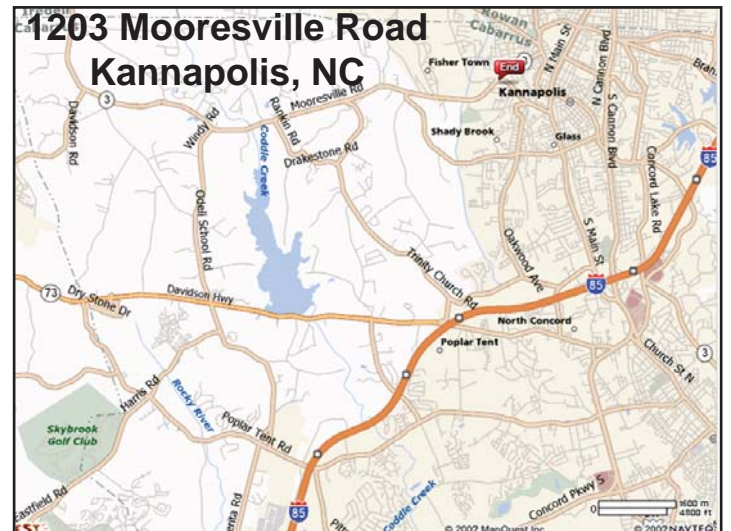 1203 Mooresville Road
Kannapolis, NC
Rowan
Cabarrus
Fisher Town
End
N Main St
N Cannon Blvd
Kannapolis
3
Mooresville Rd
Rankin Rd
Windy Rd
Davidson Rd
Shady Brook
Glass
S Cannon Blvd
85
Coddle Creek
Drakestone Rd
Concord Lake Rd
Odell School Rd
Trinity Church Rd
Oakwood Ave
S Main St
85
73
Dry Stone Dr
Davidson Hwy
North Concord
Poplar Tent
3
Church St N
Harris Rd
Rocky River
Skybrook
Golf Club
Poplar Tent Rd
Eastfield Rd
85
Coddle Creek
Concord Pkwy S
0
1600 m
4800 ft
© 2002 MapQuest Inc
© 2002 NAVTEQ